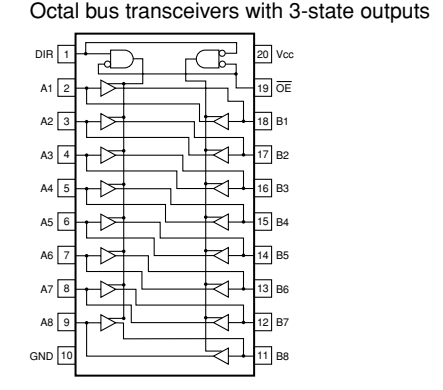 Octal bus transceivers with 3-state outputs
DIR 1 20 Vcc
A1 2 19 OE
A2 3 18 B1
A3 4 17 B2
A4 5 16 B3
A5 6 15 B4
A6 7 14 B5
A7 8 13 B6
A8 9 12 B7
GND 10 11 B8